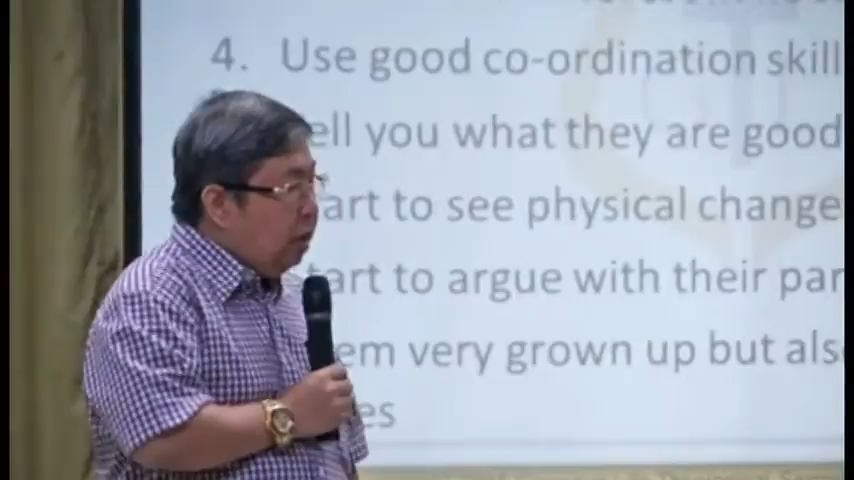 4. Use good co-ordination skill
ell you what they are good
art to see physical change
tart to argue with their par
em very grown up but als
es